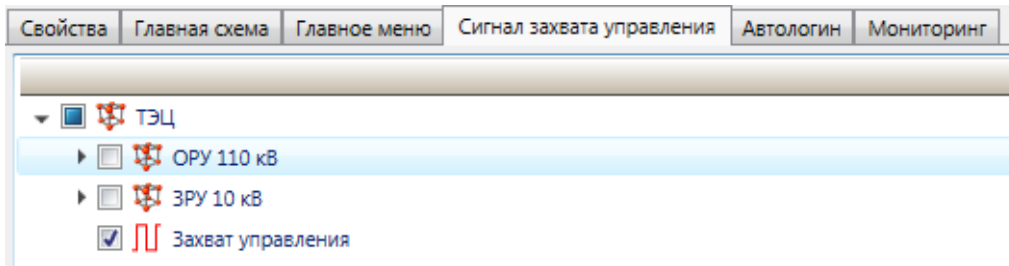 Свойства Главная схема Главное меню Сигнал захвата управления Автологин Мониторинг
ТЭЦ
ОРУ 110 кВ
ЗРУ 10 кВ
Захват управления